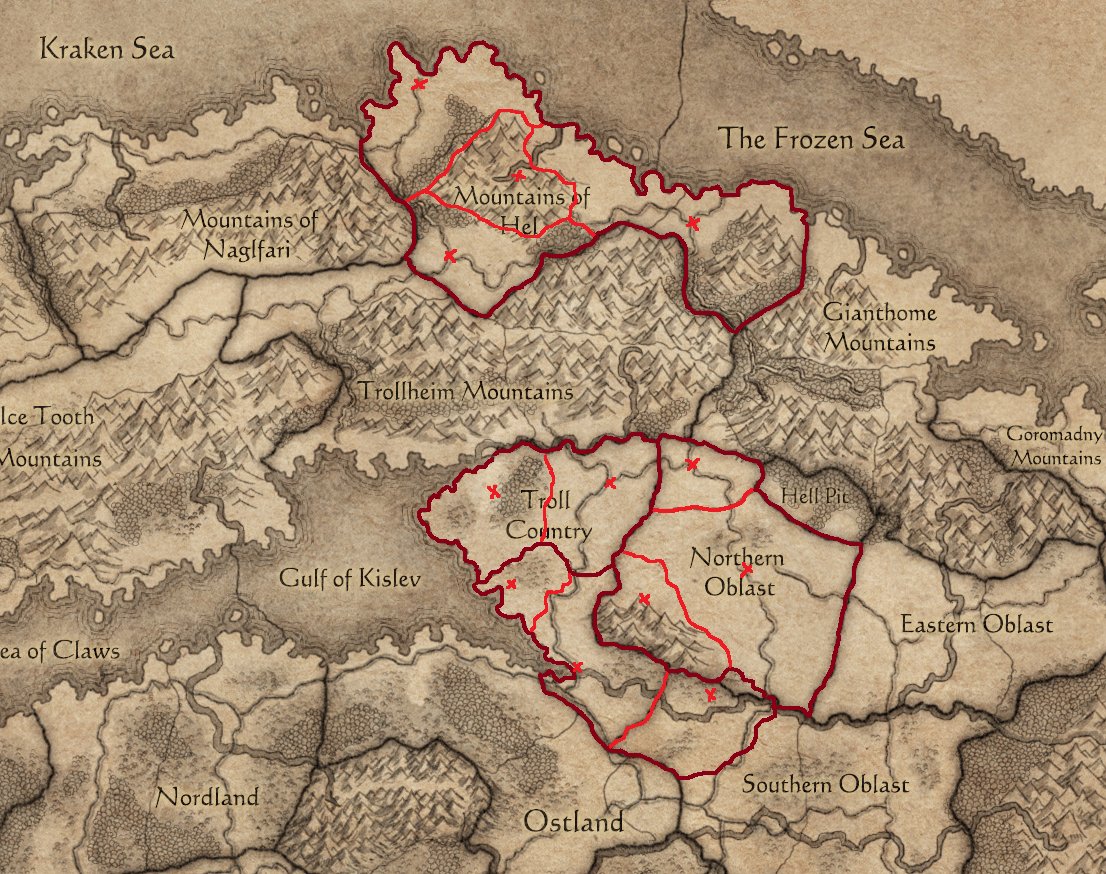 Kraken Sea
The Frozen Sea
Mountains of
Hel
Mountains of
Naglfari
Gianthome
Mountains
Trollheim Mountains
Ice Tooth
Mountains
Goromadny
Mountains
Hell Pit
Troll
Country
Northern
Oblast
Gulf of Kislev
Eastern Oblast
ea of Claws
Southern Oblast
Nordland
Ostland